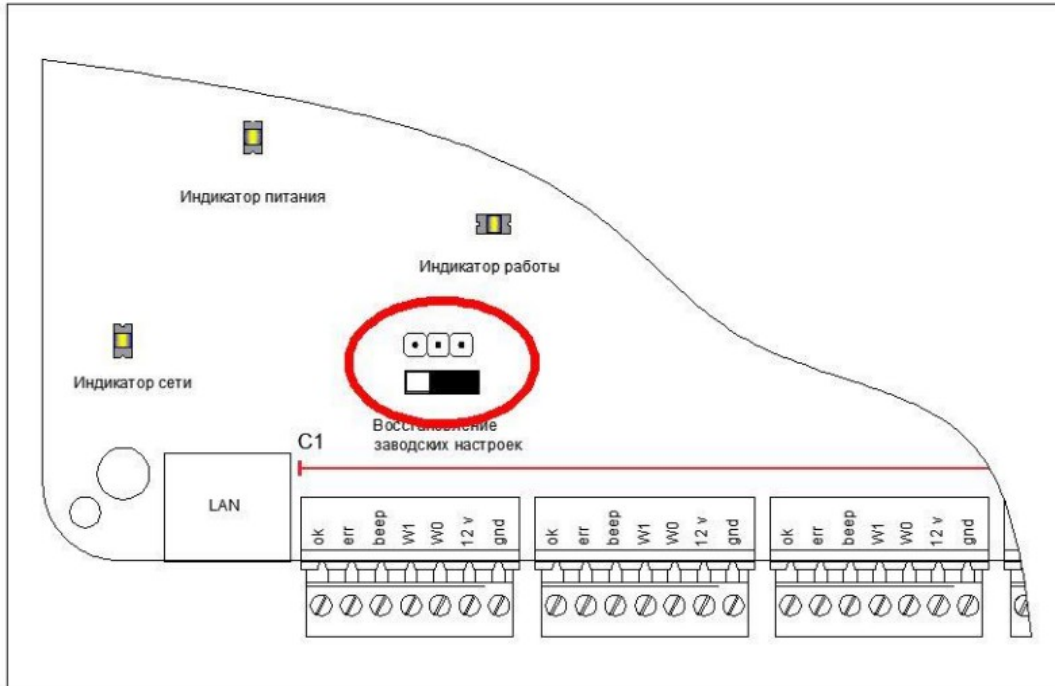 Индикатор питания
Индикатор работы
Индикатор сети
Восстановление
заводских настроек
C1
LAN
ok err beep W1 W0 12 v gnd
ok err beep W1 W0 12 v gnd
ok err beep W1 W0 12 v gnd